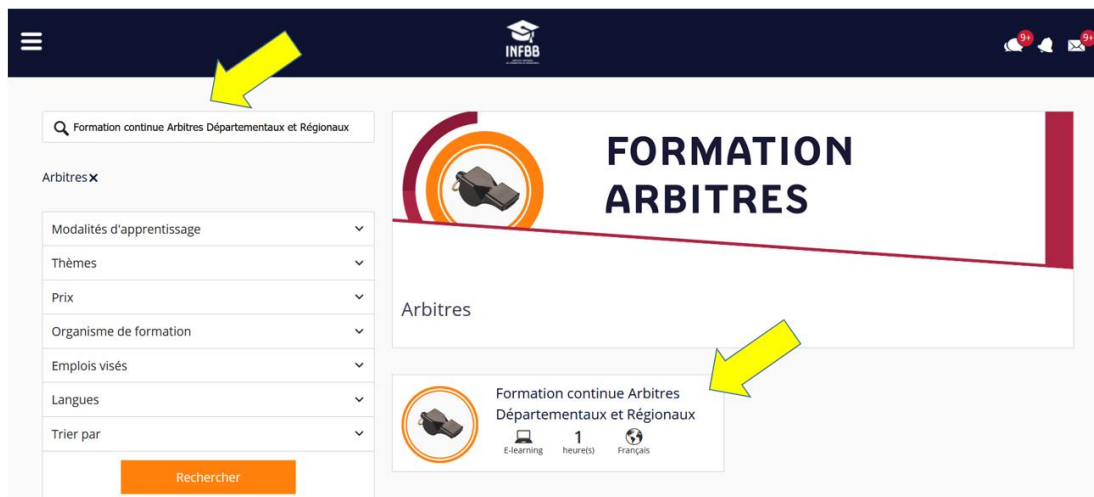 INFBB
9+
9+
Formation continue Arbitres Départementaux et Régionaux
Arbitres x
Modalités d'apprentissage
Thèmes
Prix
Organisme de formation
Emplois visés
Langues
Trier par
Rechercher
FORMATION
ARBITRES
Arbitres
Formation continue Arbitres
Départementaux et Régionaux
1
E-learning heure(s) Français